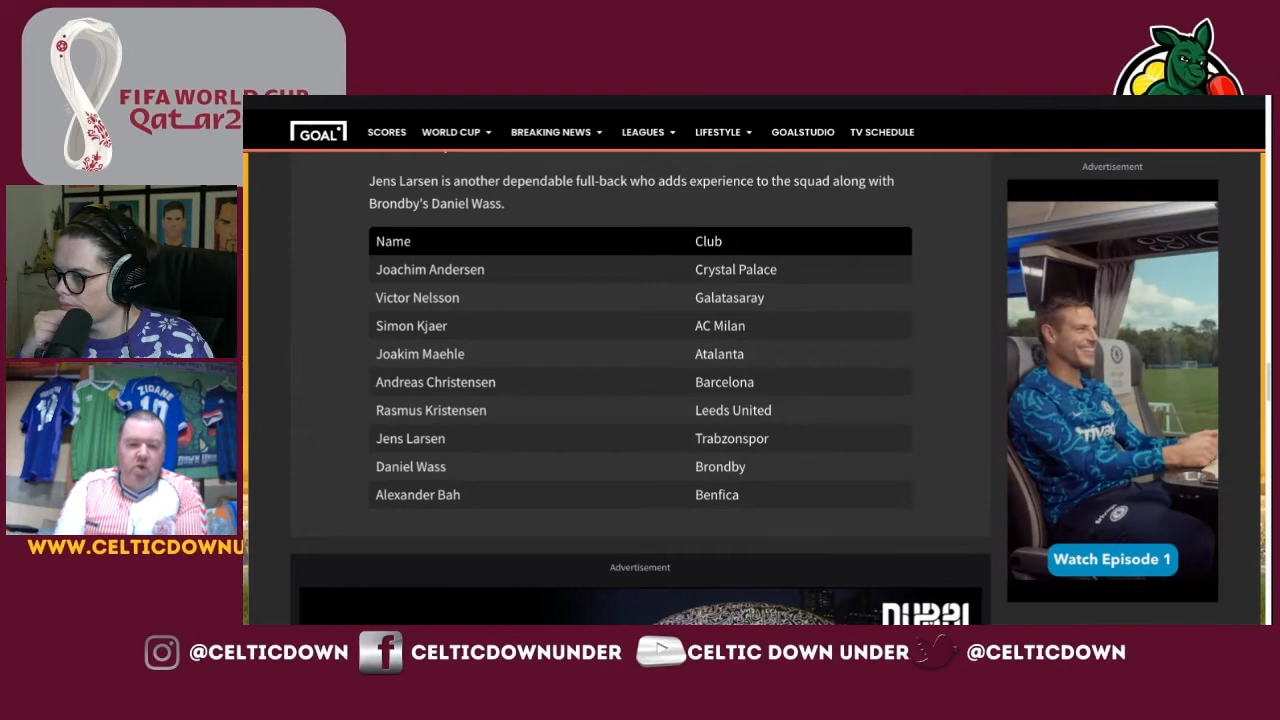 FIFA WORLD CUP
Qatar2
GOAL
SCORES
WORLD CUP
BREAKING NEWS
LEAGUES
LIFESTYLE
GOALSTUDIO
TV SCHEDULE
Advertisement
Jens Larsen is another dependable full-back who adds experience to the squad along with
Brondby's Daniel Wass.
Name Club
Joachim Andersen Crystal Palace
Victor Nelsson Galatasaray
Simon Kjaer AC Milan
Joakim Maehle Atalanta
Andreas Christensen Barcelona
Rasmus Kristensen Leeds United
Jens Larsen Trabzonspor
Daniel Wass Brondby
Alexander Bah Benfica
Watch Episode 1
ZIDANE
10
WWW.CELTICDOWNU
Advertisement
DUBAI
@CELTICDOWN
CELTICDOWNUNDER
CELTIC DOWN UNDER
@CELTICDOWN